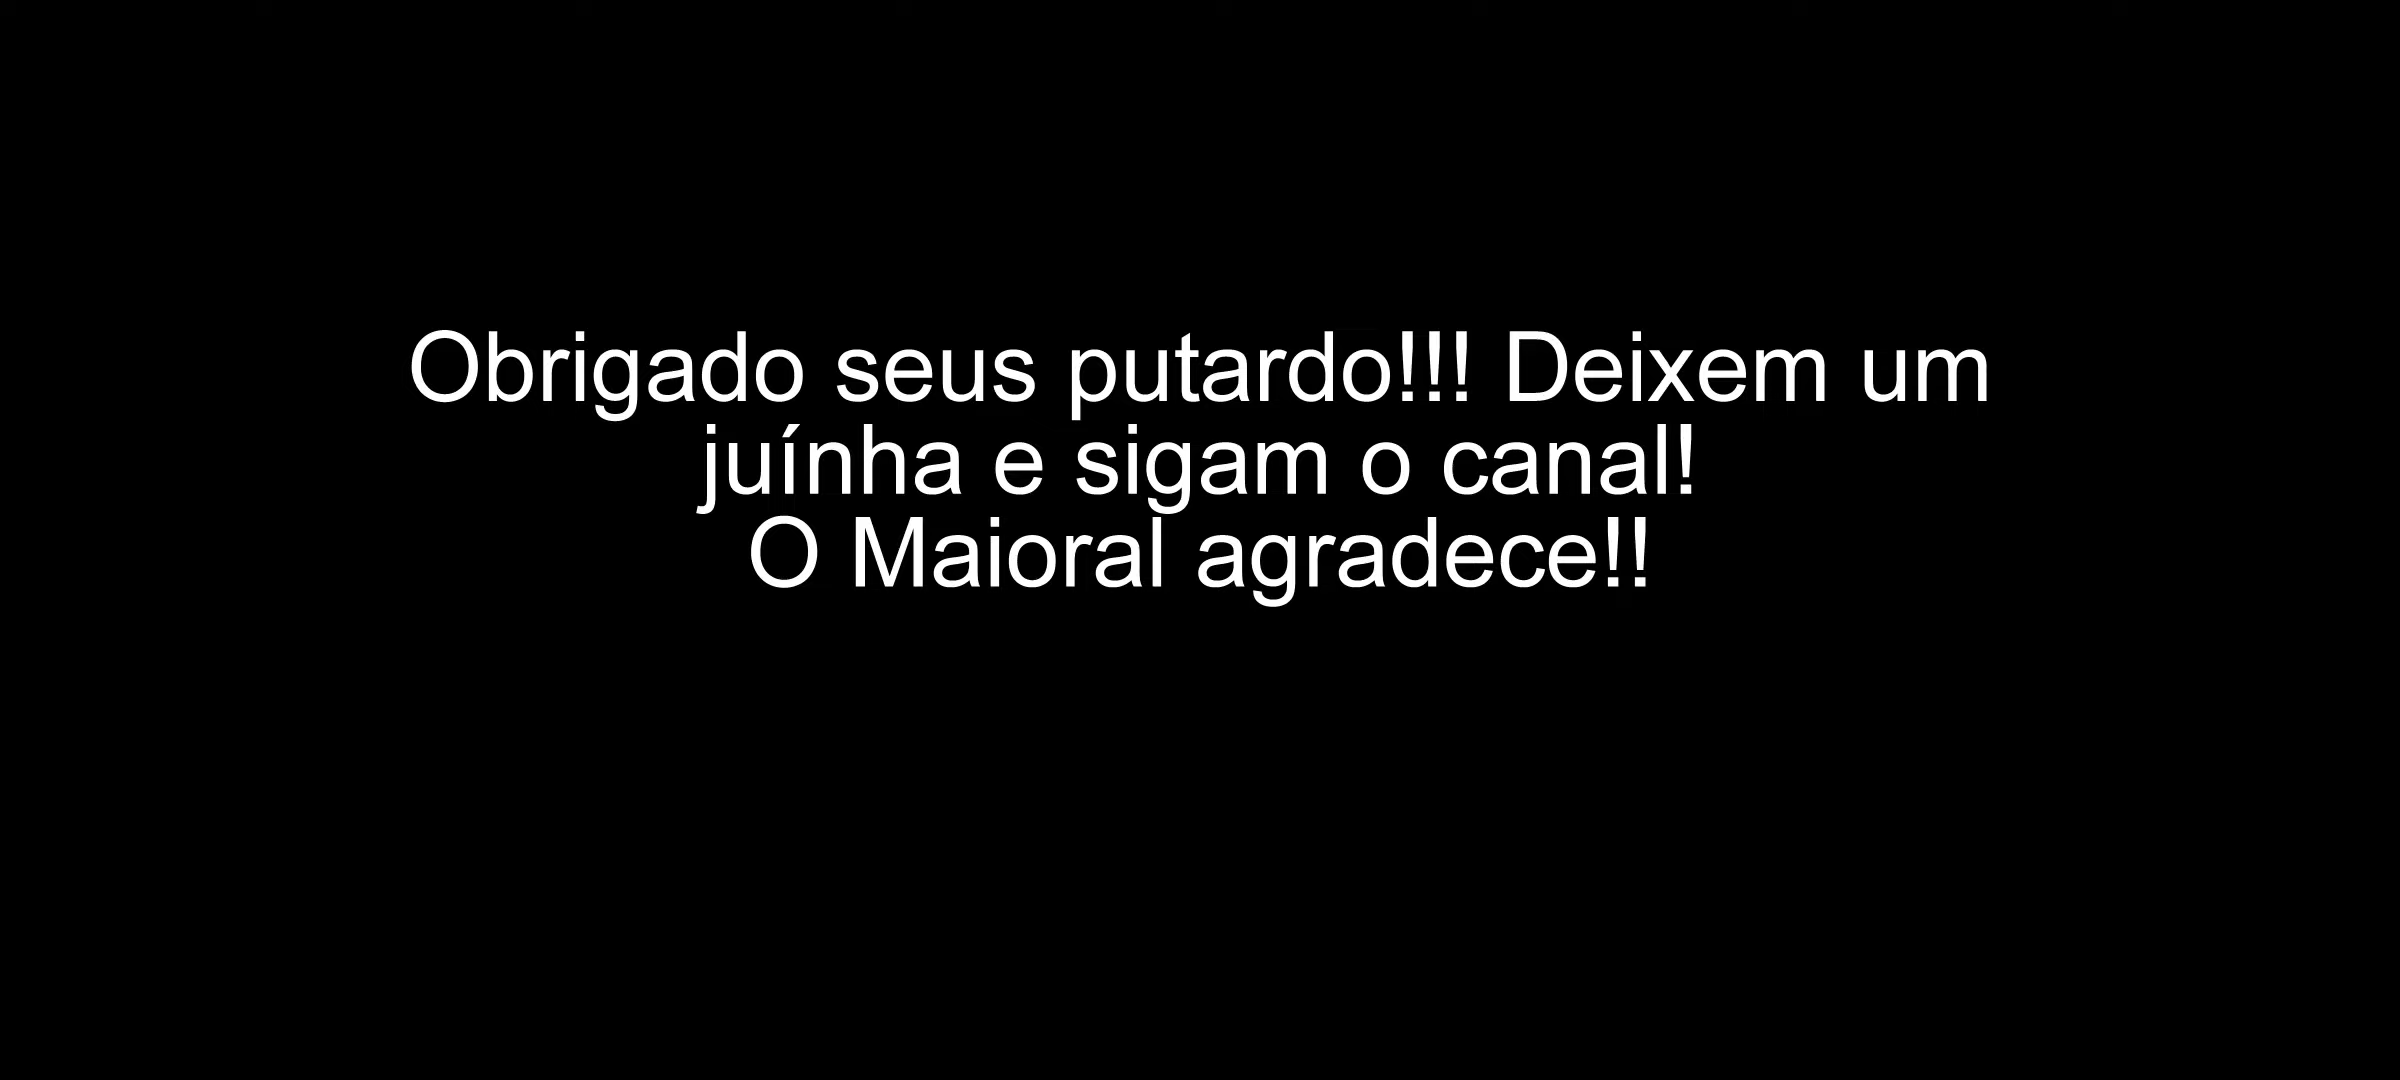 Obrigado seus putardo!!! Deixem um
juínha e sigam o canal!
O Maioral agradece!!